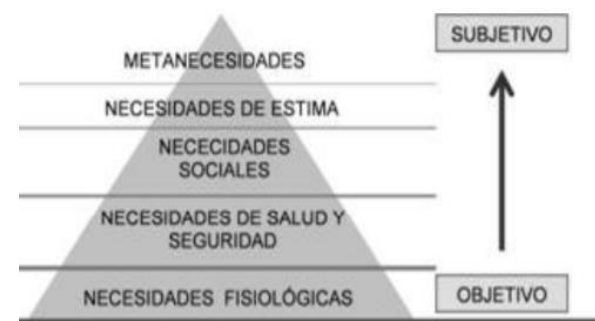 SUBJETIVO
METANECESIDADES
NECESIDADES DE ESTIMA
NECECIDADES
SOCIALES
NECESIDADES DE SALUD Y
SEGURIDAD
NECESIDADES FISIOLÓGICAS
OBJETIVO